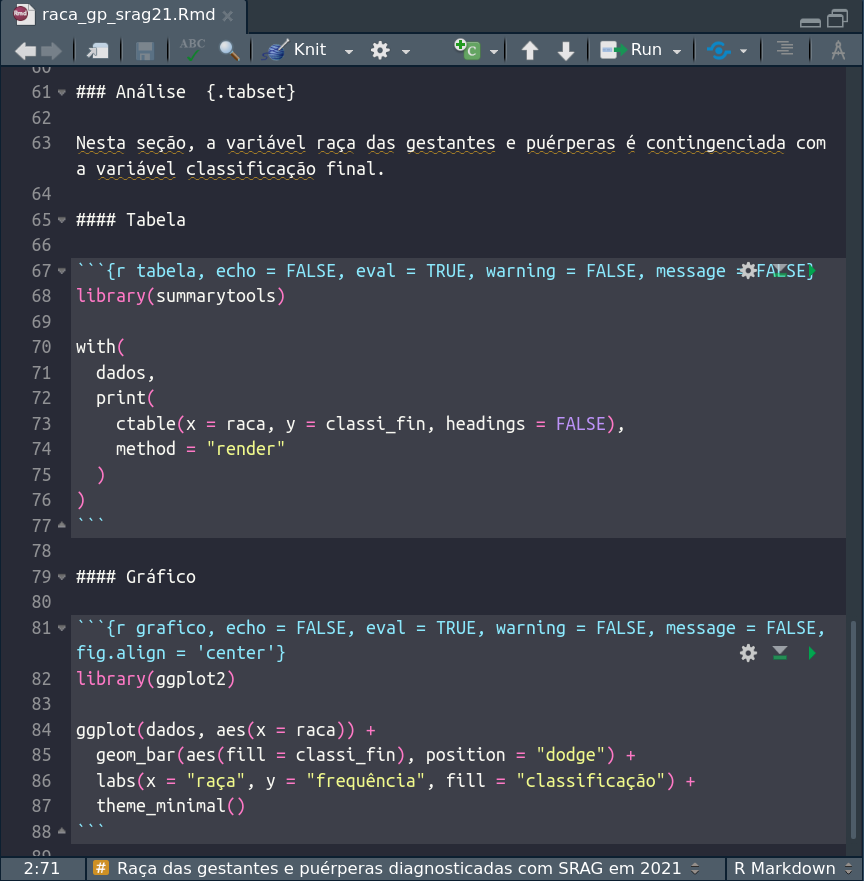 raca_gp_srag21.Rmd
ABC Knit Run
60
61 ### Análise  {.tabset}
62
63 Nesta seção, a variável raça das gestantes e puérperas é contingenciada com
a variável classificação final.
64
65 #### Tabela
66
67 ```{r tabela, echo = FALSE, eval = TRUE, warning = FALSE, message = FALSE}
68 library(summarytools)
69
70 with(
71   dados,
72   print(
73     ctable(x = raca, y = classi_fin, headings = FALSE),
74     method = "render"
75   )
76 )
77 ```
78
79 #### Gráfico
80
81 ```{r grafico, echo = FALSE, eval = TRUE, warning = FALSE, message = FALSE,
fig.align = 'center'}
82 library(ggplot2)
83
84 ggplot(dados, aes(x = raca)) +
85   geom_bar(aes(fill = classi_fin), position = "dodge") +
86   labs(x = "raça", y = "frequência", fill = "classificação") +
87   theme_minimal()
88 ```
89
2:71 # Raça das gestantes e puérperas diagnosticadas com SRAG em 2021 R Markdown